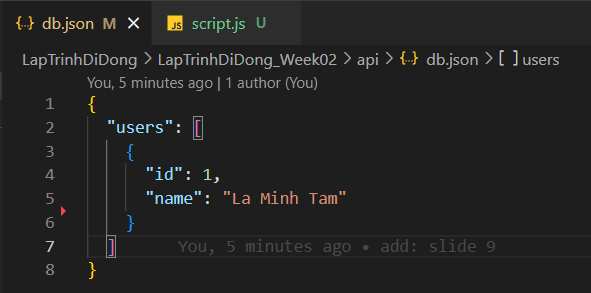 db.json M × JS script.js U
LapTrinhDiDong > LapTrinhDiDong_Week02 > api > {··} db.json > [ ] users
You, 5 minutes ago | 1 author (You)
1 {
2 "users": [
3 {
4 "id": 1,
5 "name": "La Minh Tam"
6 }
7 ] You, 5 minutes ago • add: slide 9
8 }